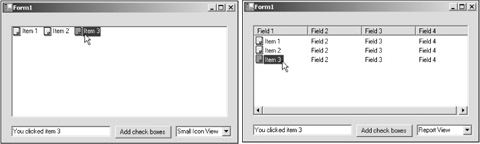 Form1
Item 1 Item 2 Item 3
You clicked item 3 Add check boxes Small Icon View
Form1
Field 1 Field 2 Field 3 Field 4
Item 1 Field 2 Field 3 Field 4
Item 2 Field 2 Field 3 Field 4
Item 3 Field 2 Field 3 Field 4
You clicked item 3 Add check boxes Report View